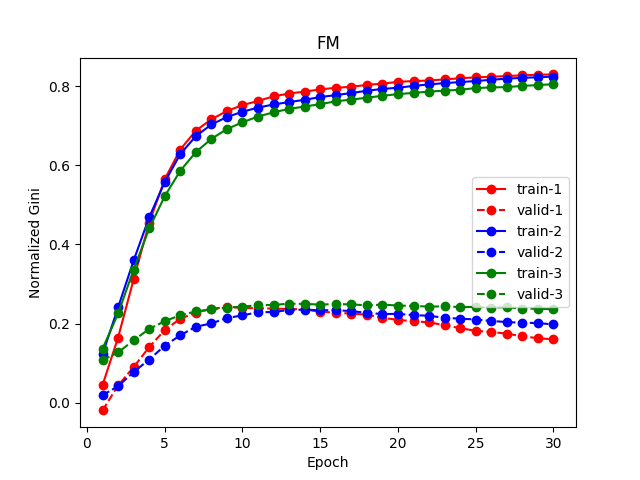 FM
Normalized Gini
0.8
0.6
0.4
0.2
0.0
train-1
valid-1
train-2
valid-2
train-3
valid-3
0 5 10 15 20 25 30
Epoch